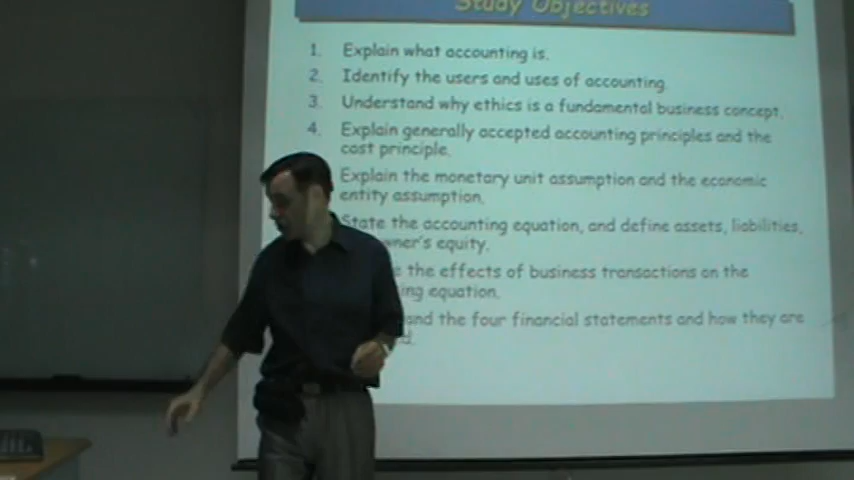 Study Objectives
1. Explain what accounting is.
2. Identify the users and uses of accounting.
3. Understand why ethics is a fundamental business concept.
4. Explain generally accepted accounting principles and the
cost principle.
Explain the monetary unit assumption and the economic
entity assumption.
State the accounting equation, and define assets, liabilities,
equity.
the effects of business transactions on the
equation.
the four financial statements and how they are